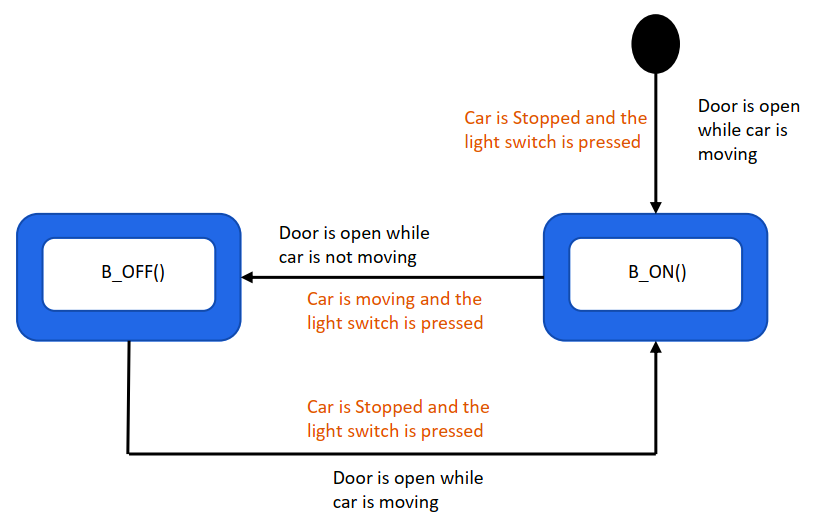 Car is Stopped and the
light switch is pressed
Door is open
while car is
moving
Door is open while
car is not moving
B_OFF()
B_ON()
Car is moving and the
light switch is pressed
Car is Stopped and the
light switch is pressed
Door is open while
car is moving